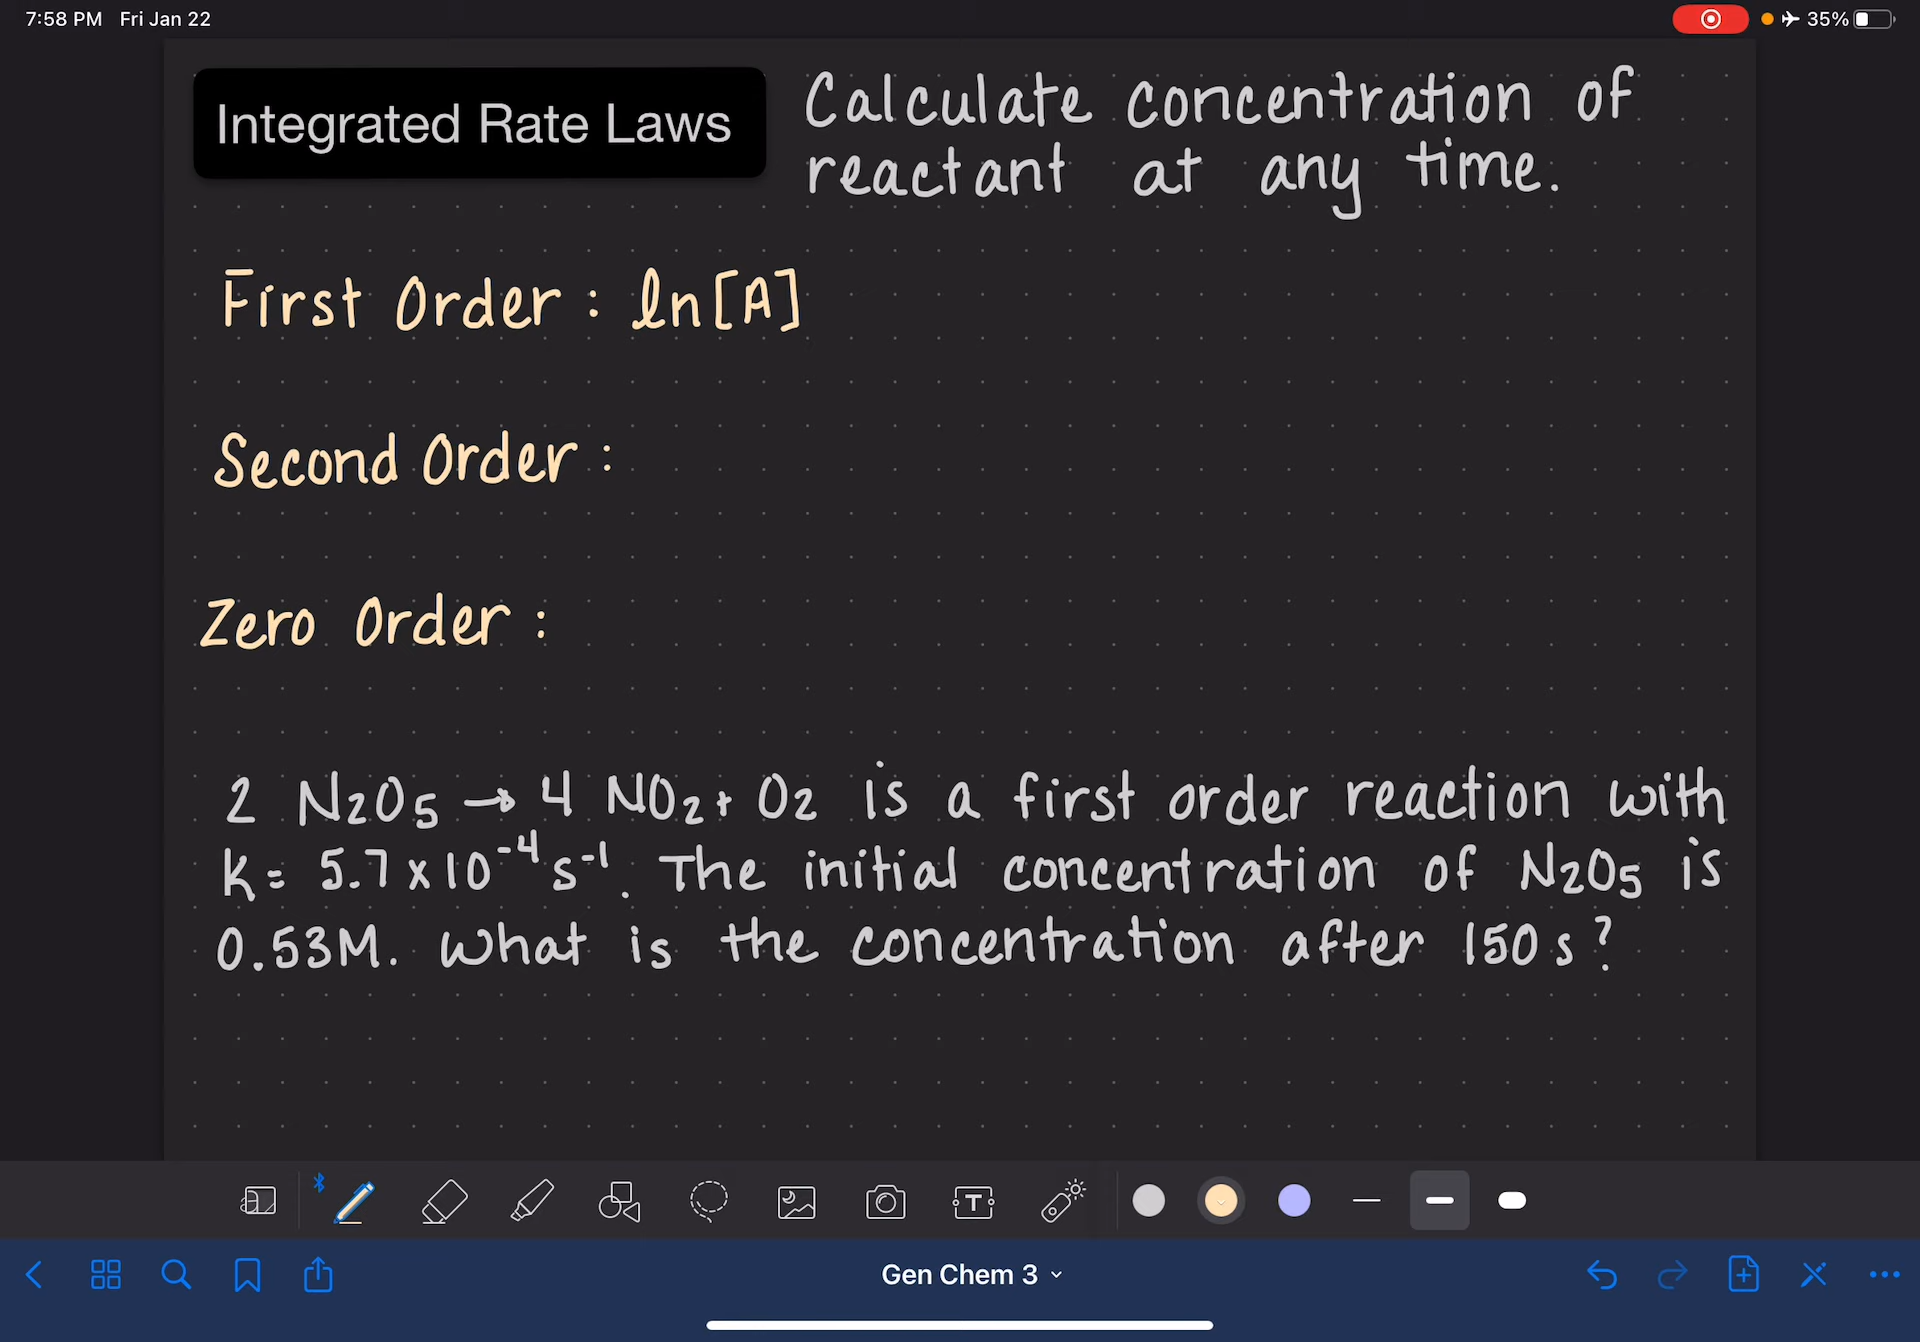 7:58 PM Fri Jan 22
35%
Integrated Rate Laws
Calculate concentration of
reactant at any time.
First Order: ln[A]
Second Order:
Zero Order:
2 N₂O₅ → 4 NO₂ + O₂ is a first order reaction with
k = 5.7 x 10⁻⁴ s⁻¹. The initial concentration of N₂O₅ is
0.53M. What is the concentration after 150 s?
a
T
Gen Chem 3